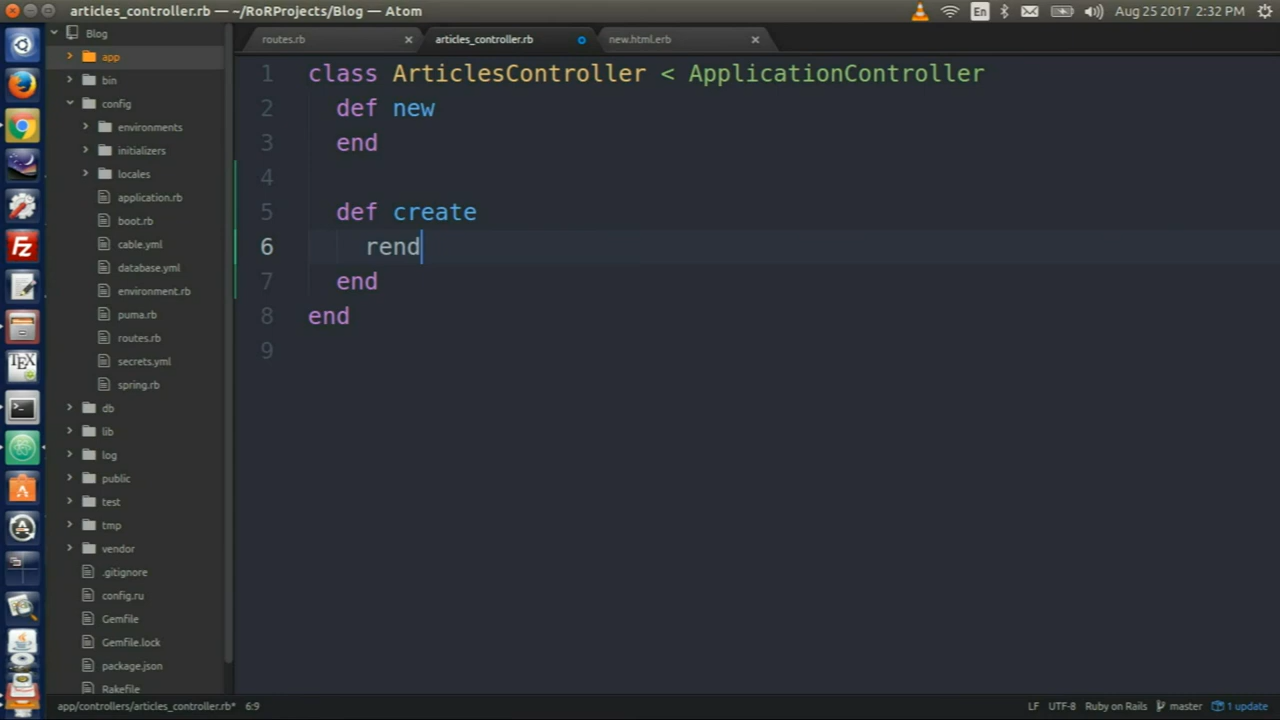 articles_controller.rb — ~/RoRProjects/Blog — Atom
En
Aug 25 2017 2:32 PM
Blog
app
bin
config
environments
initializers
locales
application.rb
boot.rb
cable.yml
database.yml
environment.rb
puma.rb
routes.rb
secrets.yml
spring.rb
db
lib
log
public
test
tmp
vendor
.gitignore
config.ru
Gemfile
Gemfile.lock
package.json
Rakefile
routes.rb
articles_controller.rb
new.html.erb
1 class ArticlesController < ApplicationController
2 def new
3 end
4
5 def create
6 rend
7 end
8 end
9
app/controllers/articles_controller.rb* 6:9
LF UTF-8 Ruby on Rails master 1 update
Fz
TEX